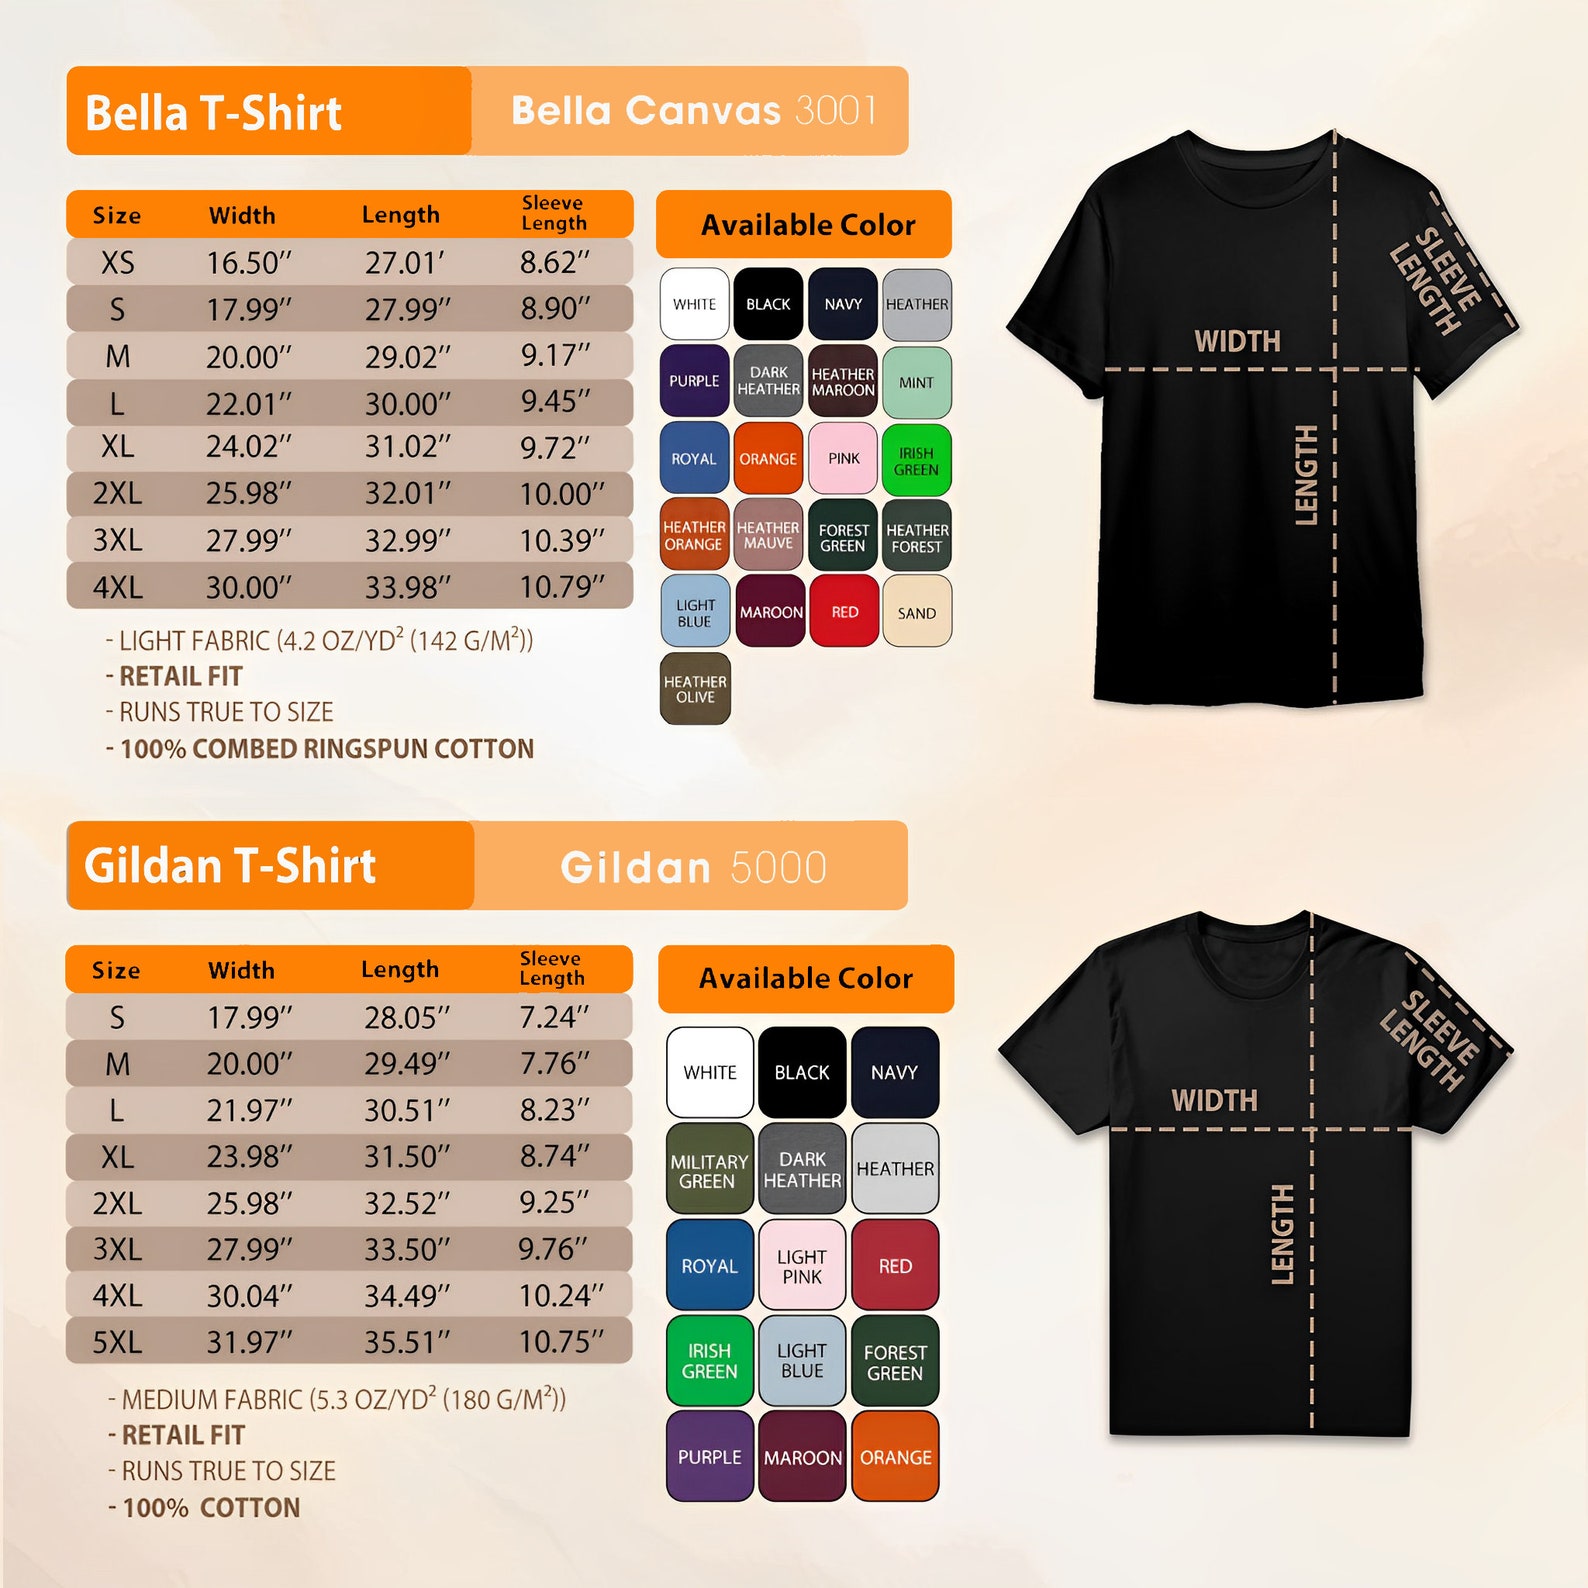 Bella T-Shirt
Bella Canvas 3001
Size Width Length Sleeve Length
XS 16.50″ 27.01′ 8.62″
S 17.99″ 27.99″ 8.90″
M 20.00″ 29.02″ 9.17″
L 22.01″ 30.00″ 9.45″
XL 24.02″ 31.02″ 9.72″
2XL 25.98″ 32.01″ 10.00″
3XL 27.99″ 32.99″ 10.39″
4XL 30.00″ 33.98″ 10.79″
- LIGHT FABRIC (4.2 OZ/YD² (142 G/M²))
- RETAIL FIT
- RUNS TRUE TO SIZE
- 100% COMBED RINGSPUN COTTON
Available Color
WHITE BLACK NAVY HEATHER
PURPLE DARK HEATHER HEATHER MAROON MINT
ROYAL ORANGE PINK IRISH GREEN
HEATHER ORANGE HEATHER MAUVE FOREST GREEN HEATHER FOREST
LIGHT BLUE MAROON RED SAND
HEATHER OLIVE
SLEEVE
LENGTH
WIDTH
LENGTH
Gildan T-Shirt
Gildan 5000
Size Width Length Sleeve Length
S 17.99″ 28.05″ 7.24″
M 20.00″ 29.49″ 7.76″
L 21.97″ 30.51″ 8.23″
XL 23.98″ 31.50″ 8.74″
2XL 25.98″ 32.52″ 9.25″
3XL 27.99″ 33.50″ 9.76″
4XL 30.04″ 34.49″ 10.24″
5XL 31.97″ 35.51″ 10.75″
- MEDIUM FABRIC (5.3 OZ/YD² (180 G/M²))
- RETAIL FIT
- RUNS TRUE TO SIZE
- 100% COTTON
Available Color
WHITE BLACK NAVY
MILITARY GREEN DARK HEATHER HEATHER
ROYAL LIGHT PINK RED
IRISH GREEN LIGHT BLUE FOREST GREEN
PURPLE MAROON ORANGE
SLEEVE
LENGTH
WIDTH
LENGTH